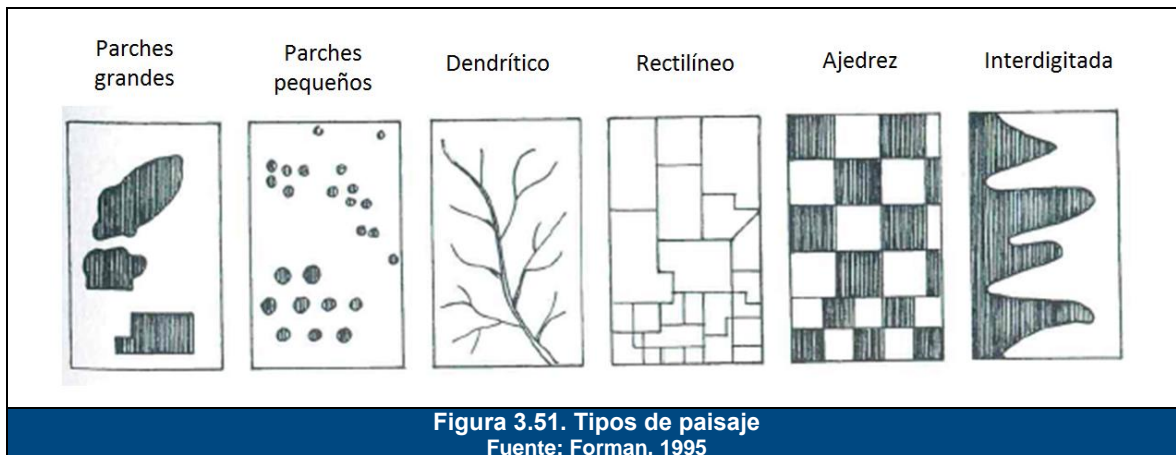 Parches
grandes
Parches
pequeños
Dendrítico
Rectilíneo
Ajedrez
Interdigitada
Figura 3.51. Tipos de paisaje
Fuente: Forman, 1995